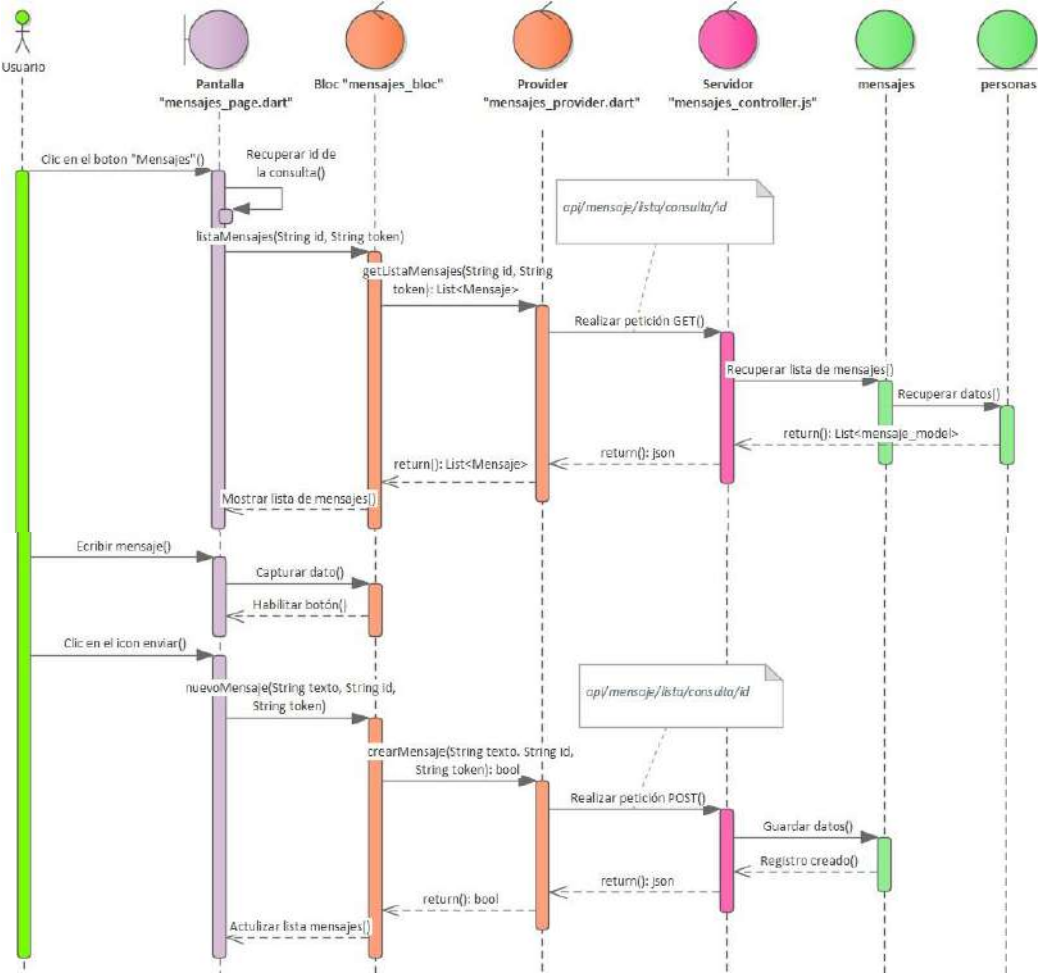 Usuario
Pantalla
"mensajes_page.dart"
Bloc "mensajes_bloc"
Provider
"mensajes_provider.dart"
Servidor
"mensajes_controller.js"
mensajes
personas
Clic en el boton "Mensajes"()
Recuperar id de
la consulta()
api/mensaje/lista/consulta/id
listaMensajes(String id, String token)
getListaMensajes(String id, String
token): List<Mensaje>
Realizar petición GET()
Recuperar lista de mensajes()
Recuperar datos()
return(): List<mensaje_model>
return(): json
return(): List<Mensaje>
Mostrar lista de mensajes()
Ecribir mensaje()
Capturar dato()
Habilitar botón()
Clic en el icon enviar()
nuevoMensaje(String texto, String id,
String token)
api/mensaje/lista/consulta/id
crearMensaje(String texto. String id,
String token): bool
Realizar petición POST()
Guardar datos()
Registro creado()
return(): json
return(): bool
Actulizar lista mensajes()